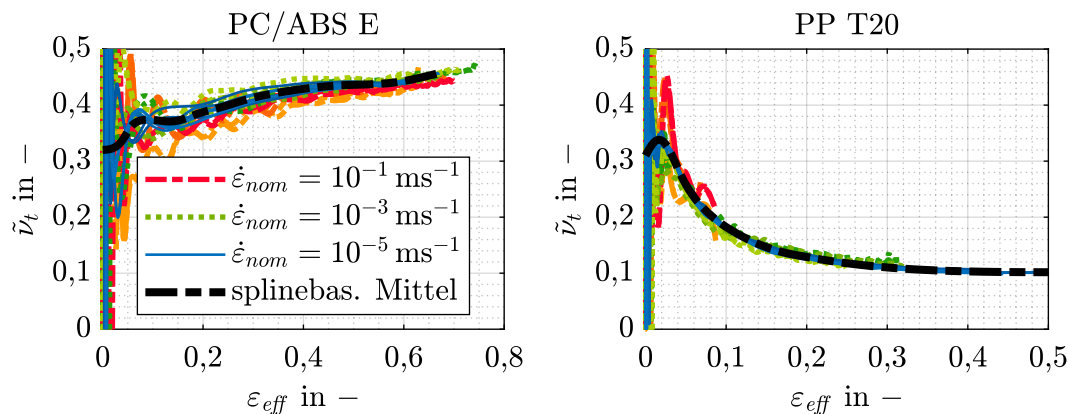 PC/ABS E
0,5
0,4
0,3
0,2
0,1
0
ν̃ₜ in –
0 0,2 0,4 0,6 0,8
ε_eff in –
ε̇_nom = 10⁻¹ ms⁻¹
ε̇_nom = 10⁻³ ms⁻¹
ε̇_nom = 10⁻⁵ ms⁻¹
splinebas. Mittel
PP T20
0,5
0,4
0,3
0,2
0,1
0
ν̃ₜ in –
0 0,1 0,2 0,3 0,4 0,5
ε_eff in –